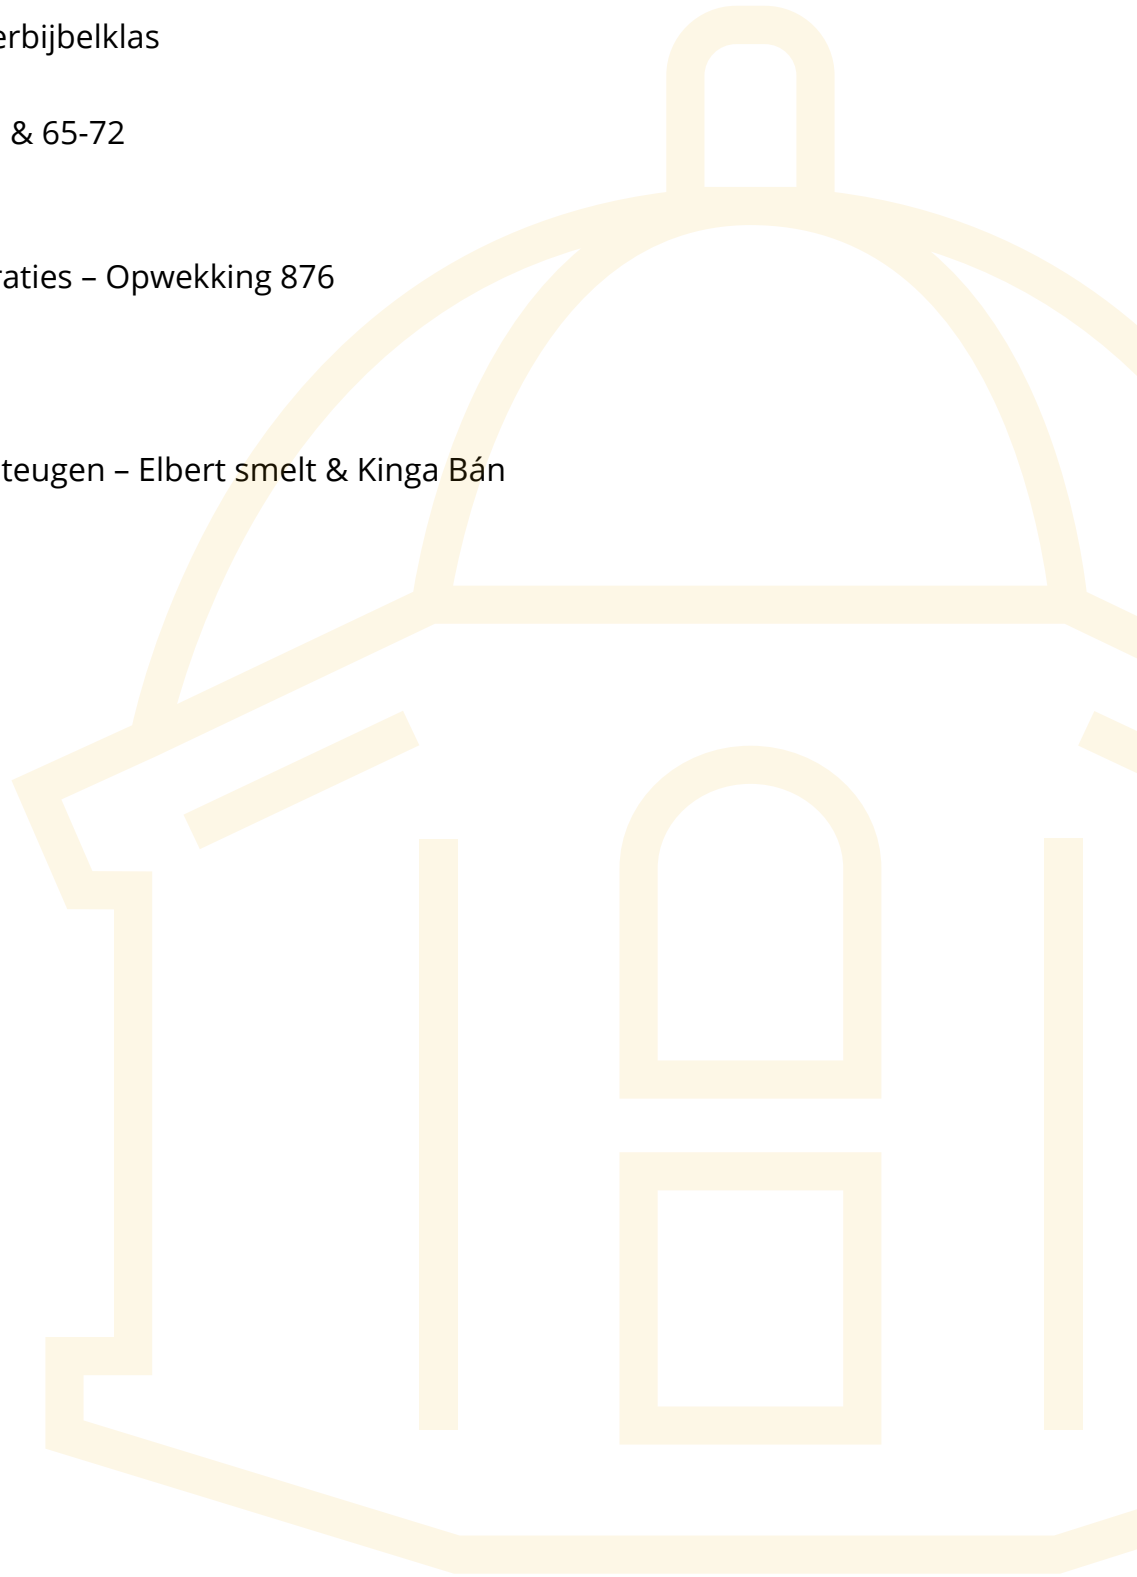 erbijbelklas
& 65-72
raties – Opwekking 876
teugen – Elbert smelt & Kinga Bán